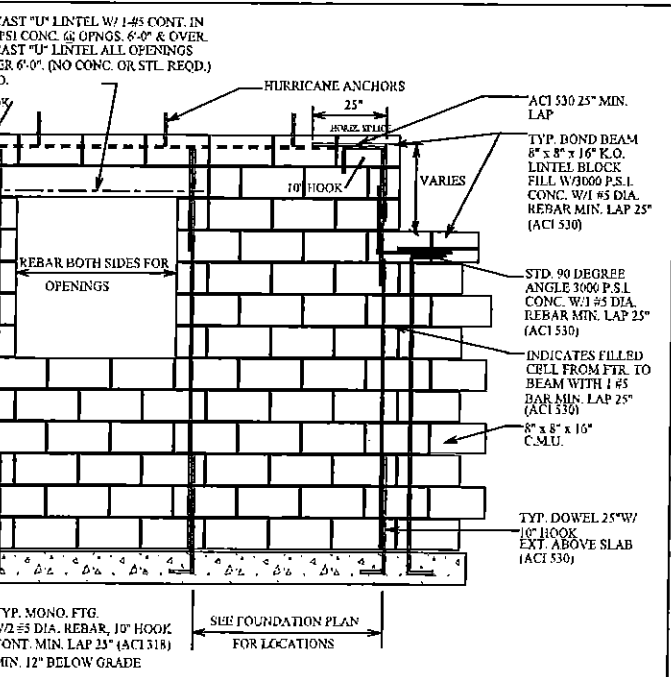 CAST "U" LINTEL W/ 1-#5 CONT. IN
PSI CONC. @ OPNGS. 6'-0" & OVER.
CAST "U" LINTEL ALL OPENINGS
ER 6'-0". (NO CONC. OR STL. REQD.)
HURRICANE ANCHORS
25"
HORIZ. SPLICE
10" HOOK
VARIES
ACI 530 25" MIN.
LAP
TYP. BOND BEAM
8" x 8" x 16" K.O.
LINTEL BLOCK
FILL W/3000 P.S.I.
CONC. W/1 #5 DIA.
REBAR MIN. LAP 25"
(ACI 530)
REBAR BOTH SIDES FOR
OPENINGS
STD. 90 DEGREE
ANGLE 3000 P.S.I.
CONC. W/1 #5 DIA.
REBAR MIN. LAP 25"
(ACI 530)
INDICATES FILLED
CELL FROM FTR. TO
BEAM WITH 1 #5
BAR MIN. LAP 25"
(ACI 530)
8" x 8" x 16"
C.M.U.
TYP. DOWEL 25"W/
10" HOOK
EXT. ABOVE SLAB
(ACI 530)
TYP. MONO. FTG.
W/2 #5 DIA. REBAR, 10" HOOK
CONT. MIN. LAP 25" (ACI 318)
MIN. 12" BELOW GRADE
SEE FOUNDATION PLAN
FOR LOCATIONS